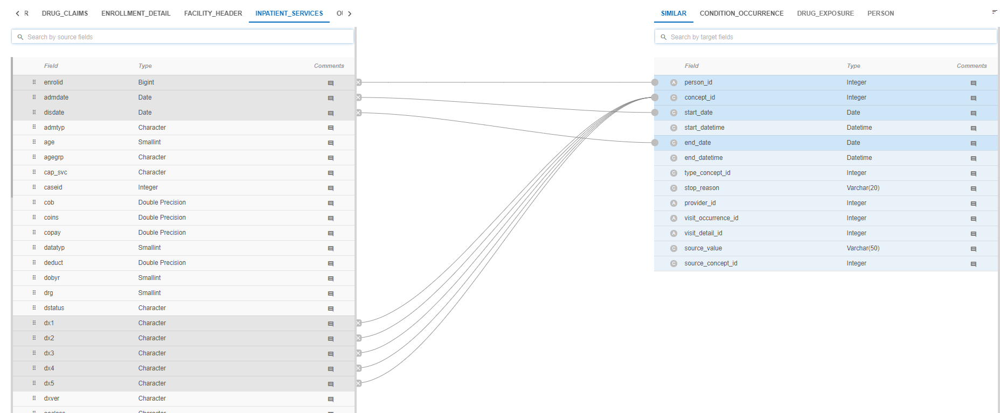 R DRUG_CLAIMS ENROLLMENT_DETAIL FACILITY_HEADER INPATIENT_SERVICES OU
Search by source fields
Field Type Comments
enrolid Bigint
admdate Date
disdate Date
admtyp Character
age Smallint
agegrp Character
cap_svc Character
caseid Integer
cob Double Precision
coins Double Precision
copay Double Precision
datatyp Smallint
deduct Double Precision
dobyr Smallint
drg Smallint
dstatus Character
dx1 Character
dx2 Character
dx3 Character
dx4 Character
dx5 Character
dxver Character
Character
SIMILAR CONDITION_OCCURRENCE DRUG_EXPOSURE PERSON
Search by target fields
Field Type Comments
A person_id Integer
C concept_id Integer
C start_date Date
C start_datetime Datetime
C end_date Date
C end_datetime Datetime
C type_concept_id Integer
C stop_reason Varchar(20)
A provider_id Integer
A visit_occurrence_id Integer
A visit_detail_id Integer
C source_value Varchar(50)
C source_concept_id Integer